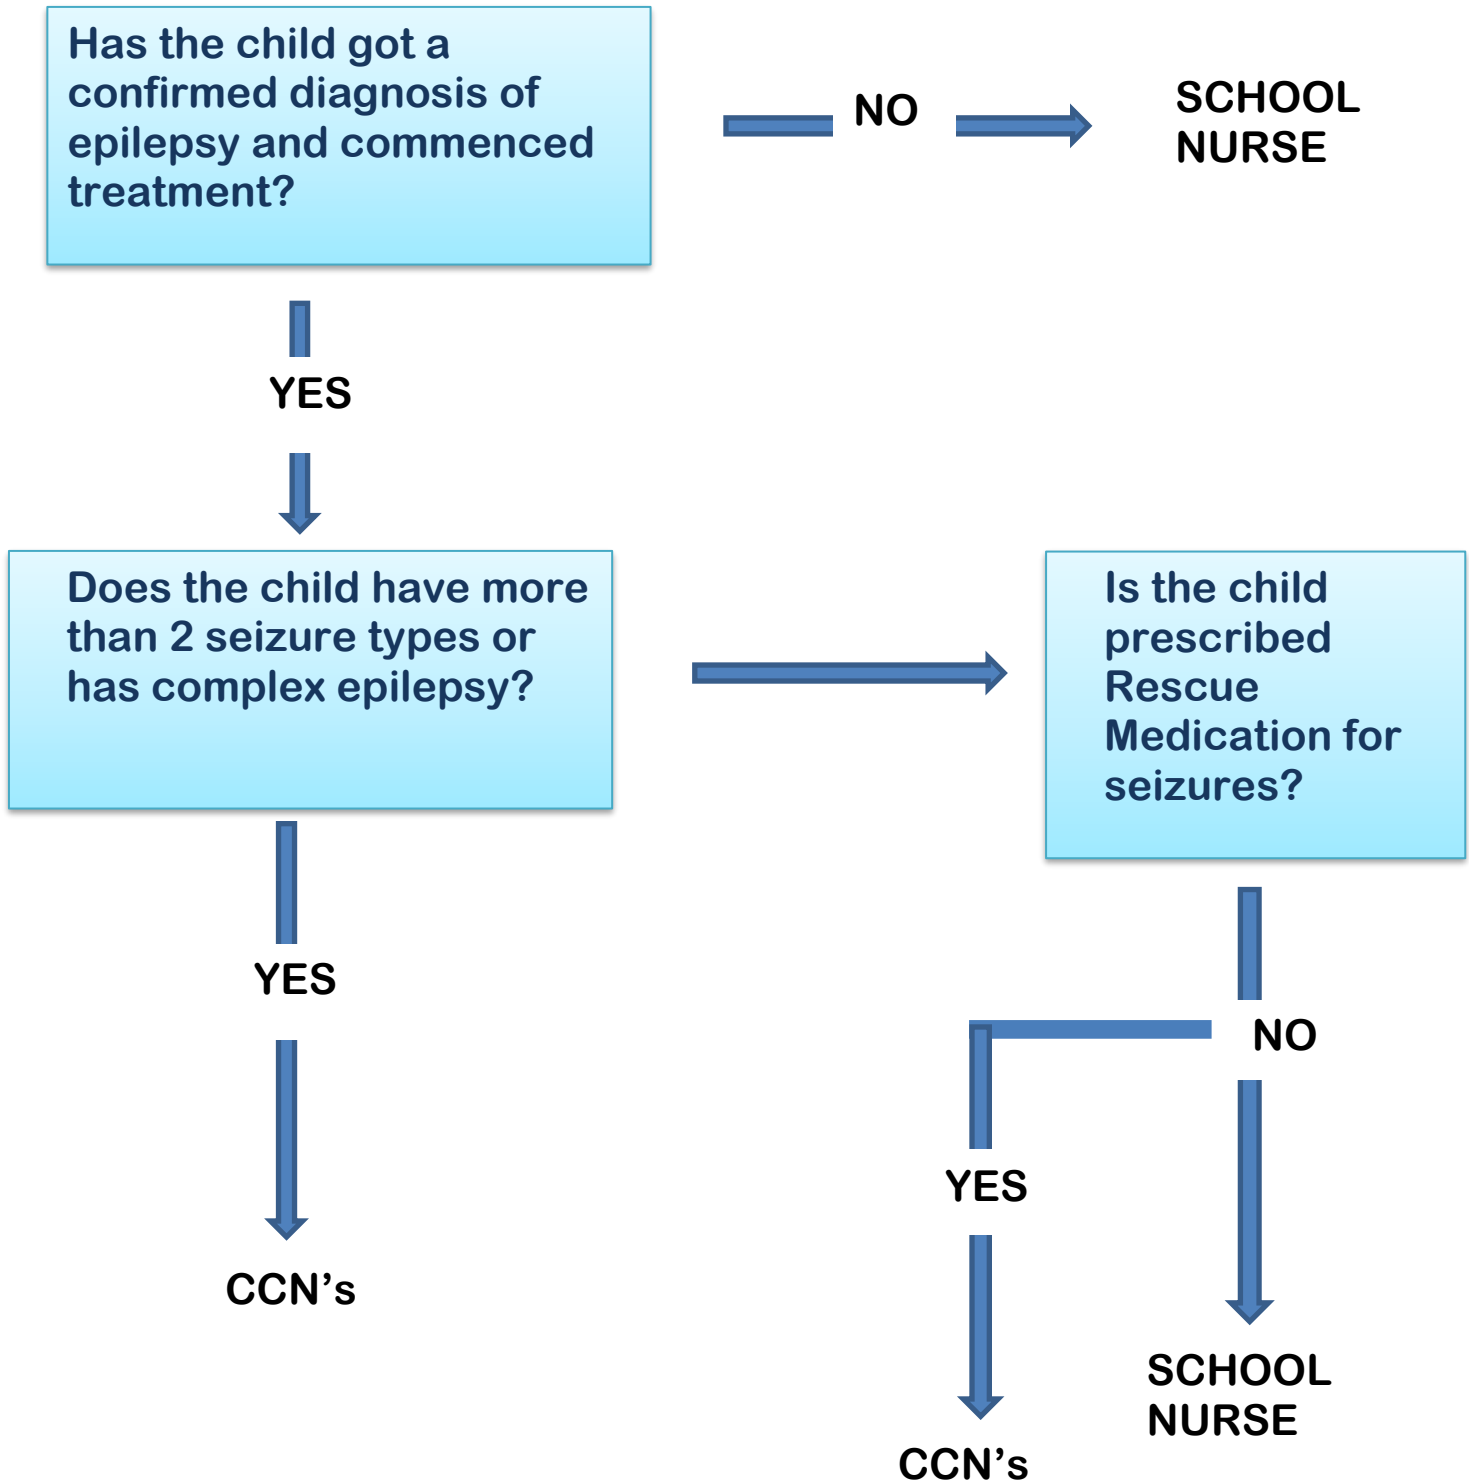 Has the child got a
confirmed diagnosis of
epilepsy and commenced
treatment?
NO
SCHOOL
NURSE
YES
Does the child have more
than 2 seizure types or
has complex epilepsy?
Is the child
prescribed
Rescue
Medication for
seizures?
YES
NO
YES
CCN’s
SCHOOL
NURSE
CCN’s